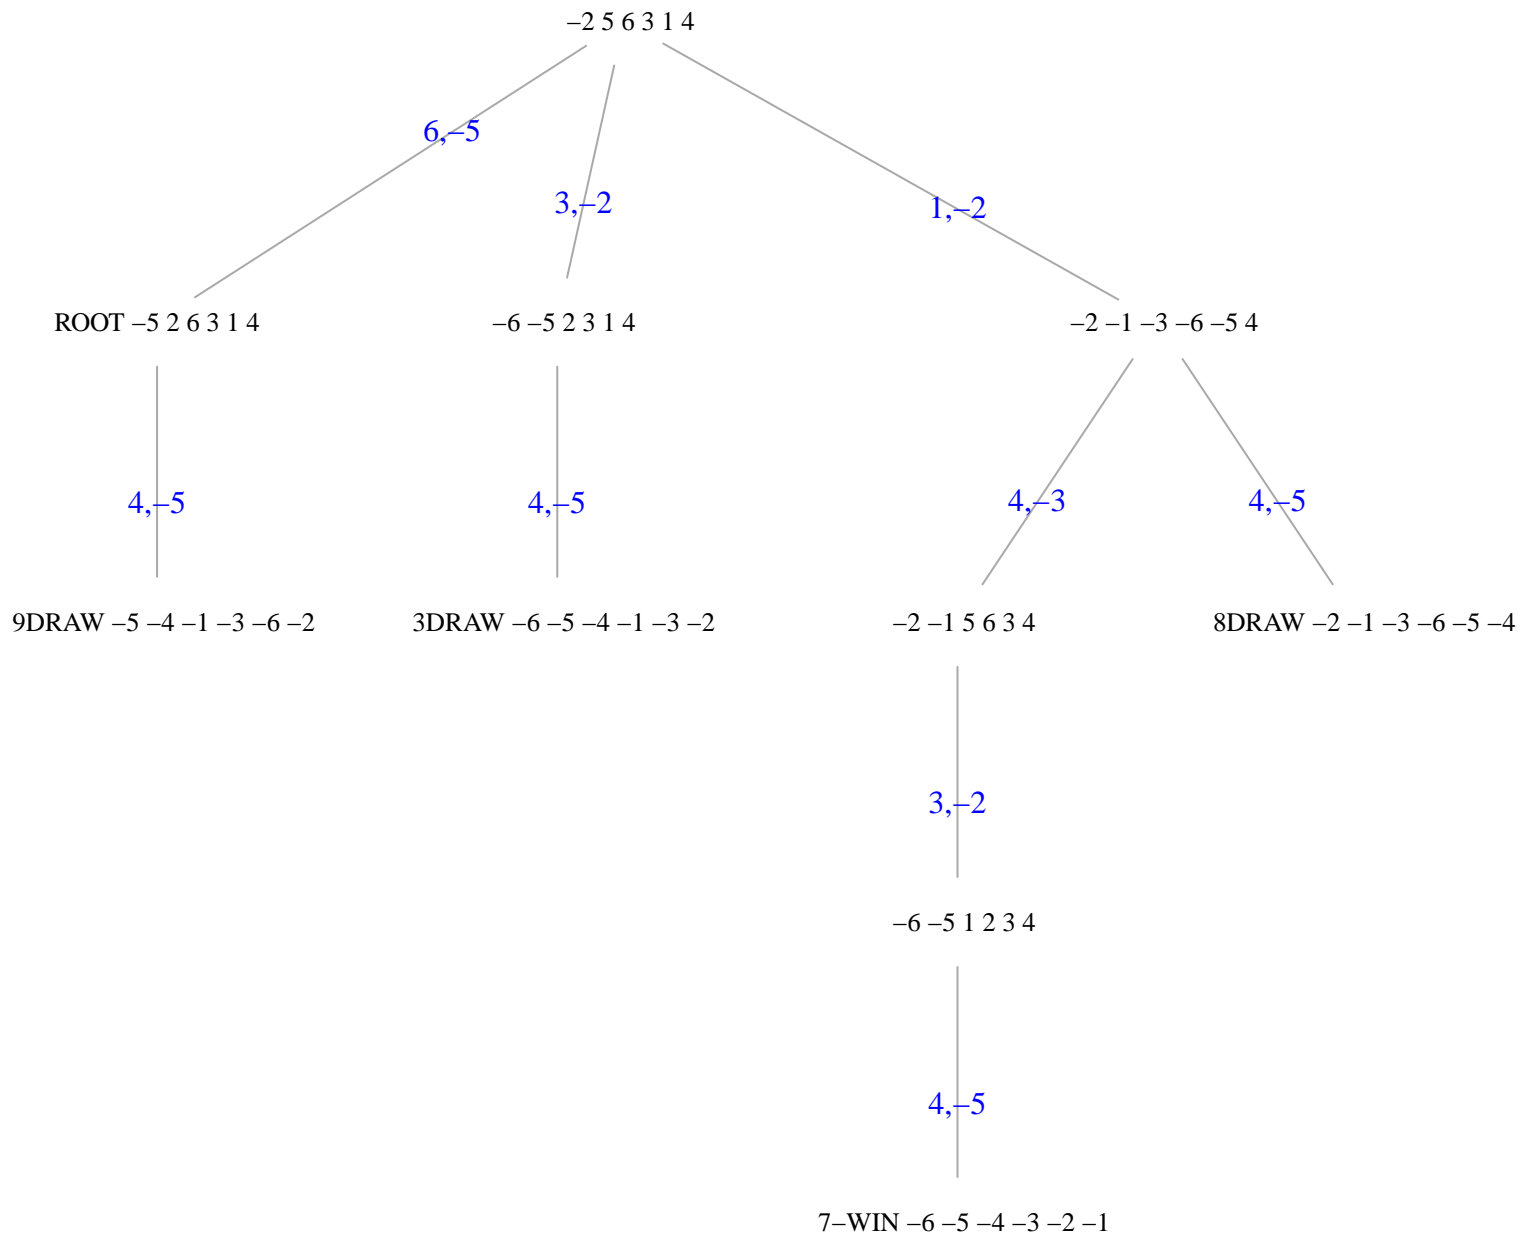 –2 5 6 3 1 4
6,–5
3,–2
1,–2
ROOT –5 2 6 3 1 4
–6 –5 2 3 1 4
–2 –1 –3 –6 –5 4
4,–5
4,–5
4,–3
4,–5
9DRAW –5 –4 –1 –3 –6 –2
3DRAW –6 –5 –4 –1 –3 –2
–2 –1 5 6 3 4
8DRAW –2 –1 –3 –6 –5 –4
3,–2
–6 –5 1 2 3 4
4,–5
7–WIN –6 –5 –4 –3 –2 –1